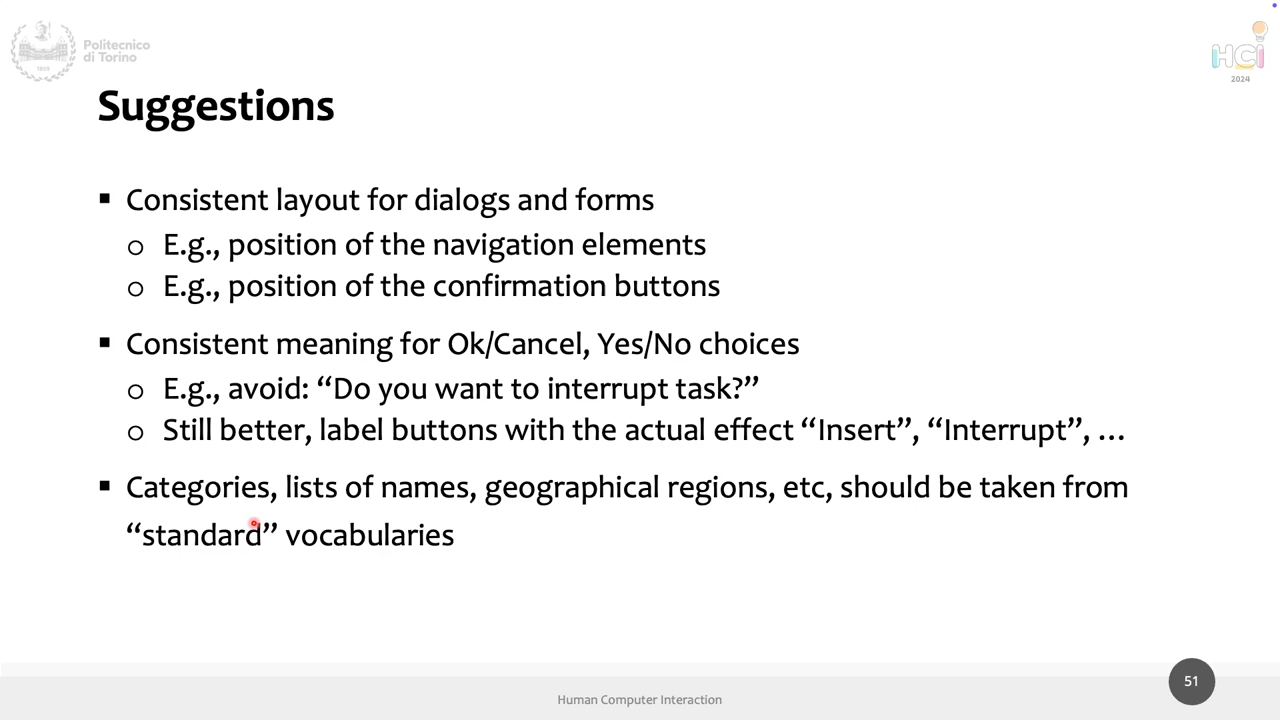 Politecnico
di Torino
1859
HCI
2024
Suggestions
▪ Consistent layout for dialogs and forms
o E.g., position of the navigation elements
o E.g., position of the confirmation buttons
▪ Consistent meaning for Ok/Cancel, Yes/No choices
o E.g., avoid: “Do you want to interrupt task?”
o Still better, label buttons with the actual effect “Insert”, “Interrupt”, …
▪ Categories, lists of names, geographical regions, etc, should be taken from
“standard” vocabularies
Human Computer Interaction
51